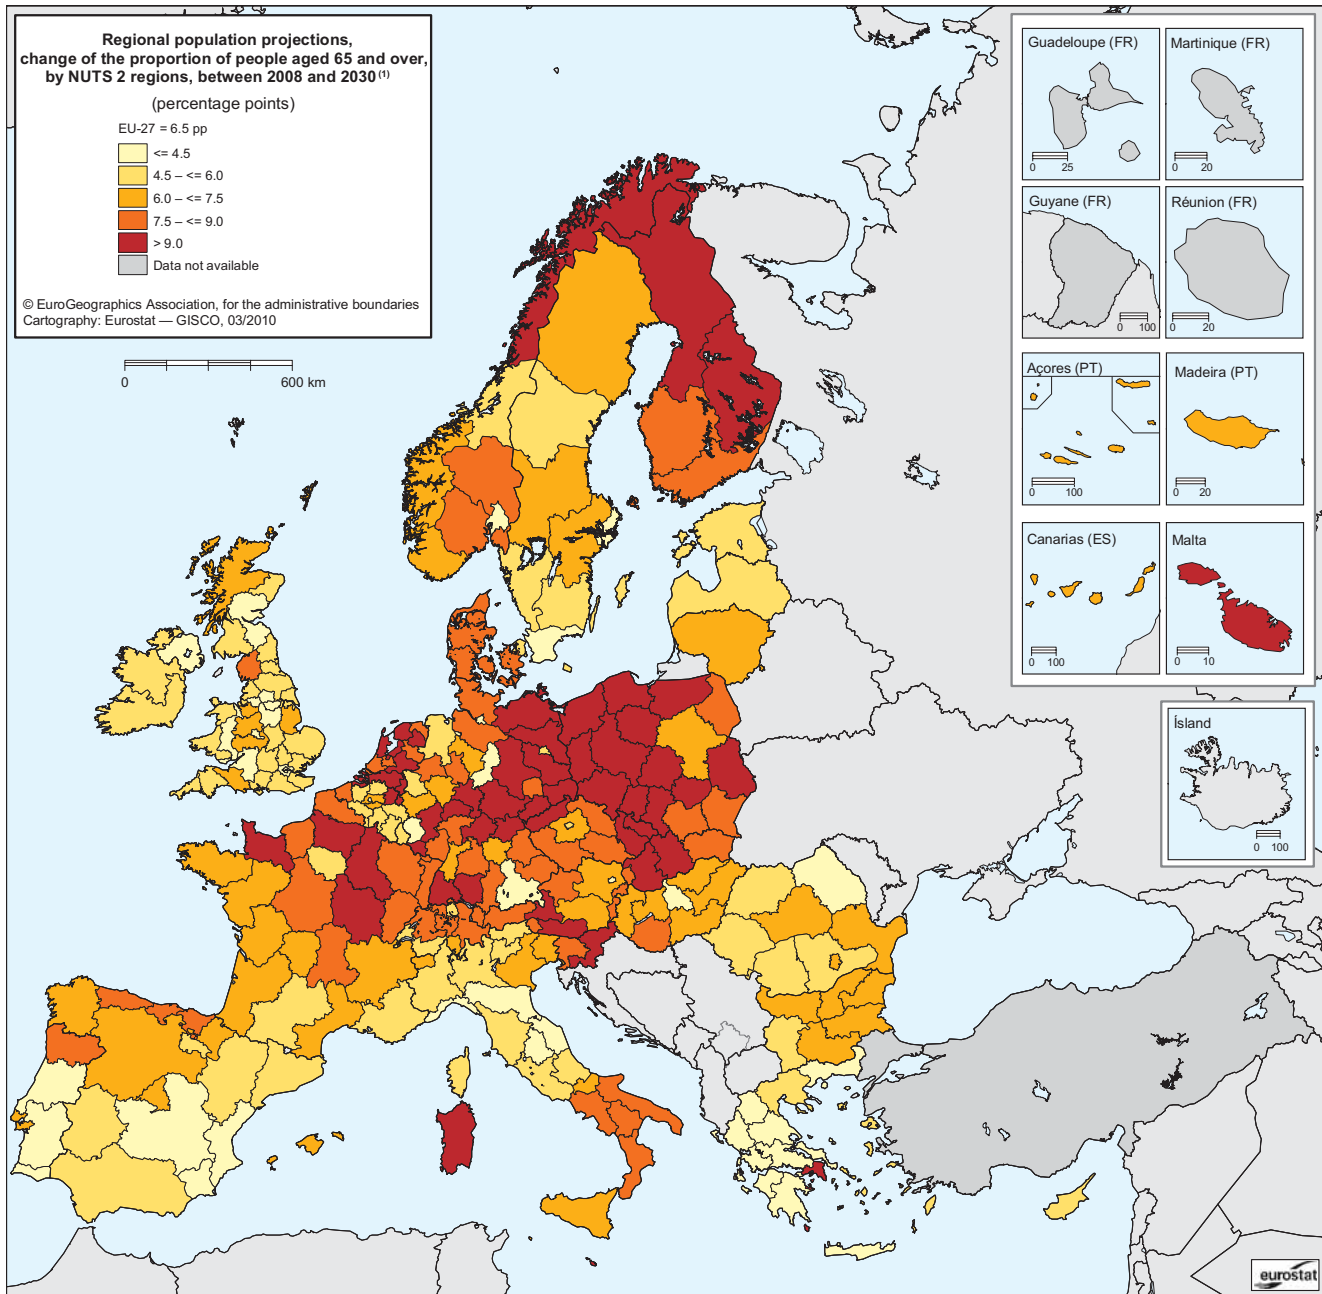 Regional population projections,
change of the proportion of people aged 65 and over,
by NUTS 2 regions, between 2008 and 2030 (1)
(percentage points)
EU-27 = 6.5 pp
<= 4.5
4.5 – <= 6.0
6.0 – <= 7.5
7.5 – <= 9.0
> 9.0
Data not available
© EuroGeographics Association, for the administrative boundaries
Cartography: Eurostat — GISCO, 03/2010
0 600 km
Guadeloupe (FR)
0 25
Martinique (FR)
0 20
Guyane (FR)
0 100
Réunion (FR)
0 20
Açores (PT)
0 100
Madeira (PT)
0 20
Canarias (ES)
0 100
Malta
0 10
Ísland
0 100
eurostat